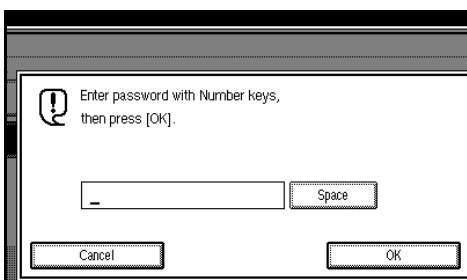 Enter password with Number keys,
then press [OK].
_
Space
Cancel
OK